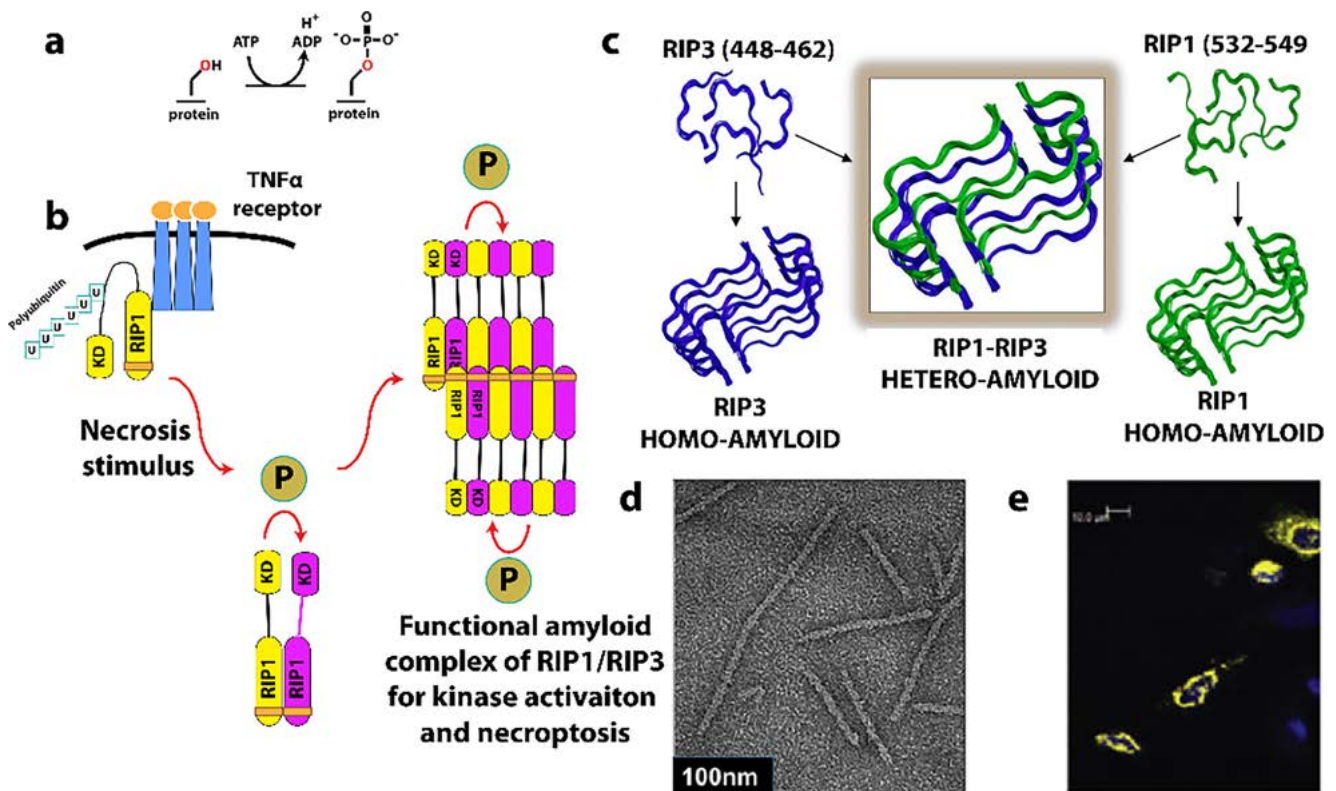 a
ATP
H+
ADP
O
-O-P-O-
OH
O
protein
protein
b
TNFα
receptor
Polyubiquitin
U U U U U U U
KD
RIP1
Necrosis
stimulus
P
KD
KD
RIP1
RIP1
P
KD
KD
RIP1
RIP1
RIP1
RIP1
KD
KD
P
Functional amyloid
complex of RIP1/RIP3
for kinase activaiton
and necroptosis
c
RIP3 (448-462)
RIP1 (532-549
RIP1-RIP3
HETERO-AMYLOID
RIP3
HOMO-AMYLOID
RIP1
HOMO-AMYLOID
d
100nm
e
10.0 µm